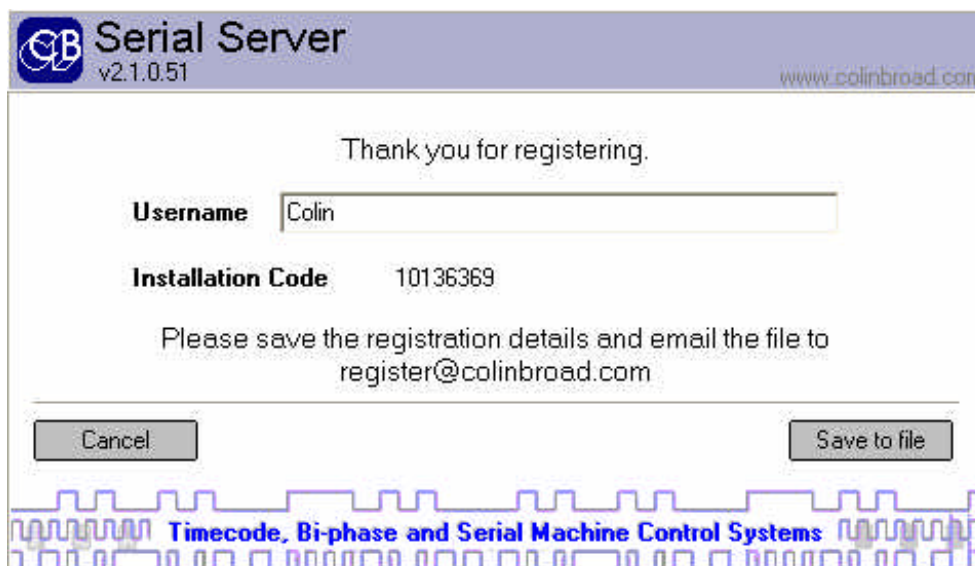 CB Serial Server
v2.1.0.51
www.colinbroad.com
Thank you for registering.
Username Colin
Installation Code 10136369
Please save the registration details and email the file to
register@colinbroad.com
Cancel Save to file
Timecode, Bi-phase and Serial Machine Control Systems